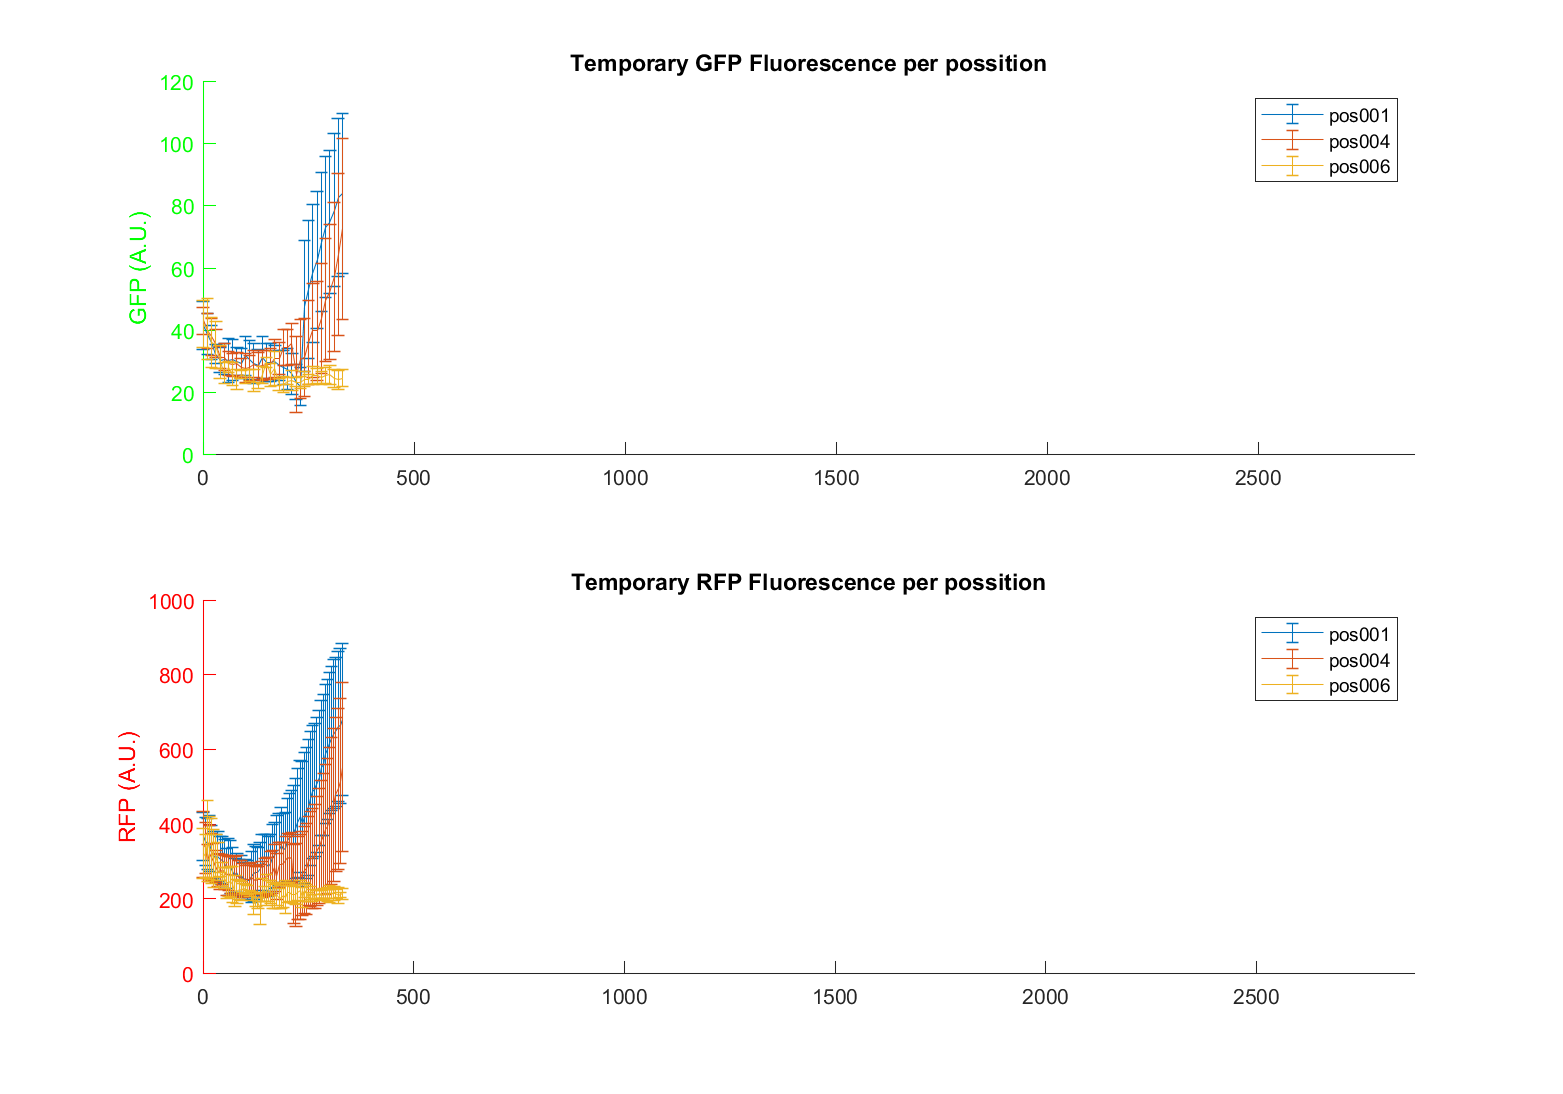 Temporary GFP Fluorescence per possition
120
100
80
60
40
20
0
GFP (A.U.)
pos001
pos004
pos006
0 500 1000 1500 2000 2500
Temporary RFP Fluorescence per possition
1000
800
600
400
200
0
RFP (A.U.)
pos001
pos004
pos006
0 500 1000 1500 2000 2500